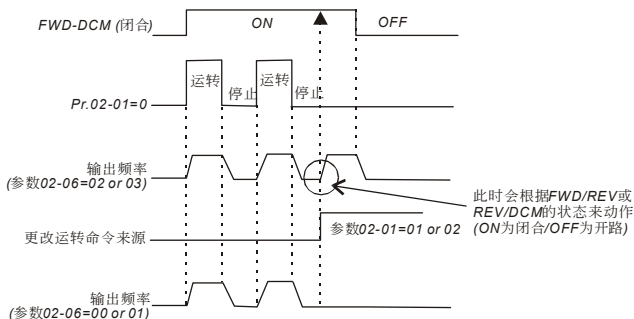 FWD-DCM (闭合)
ON
OFF
运转
停止
运转
停止
Pr.02-01=0
输出频率
(参数02-06=02 or 03)
此时会根据FWD/REV或
REV/DCM的状态来动作
(ON为闭合/OFF为开路)
参数02-01=01 or 02
更改运转命令来源
输出频率
(参数02-06=00 or 01)